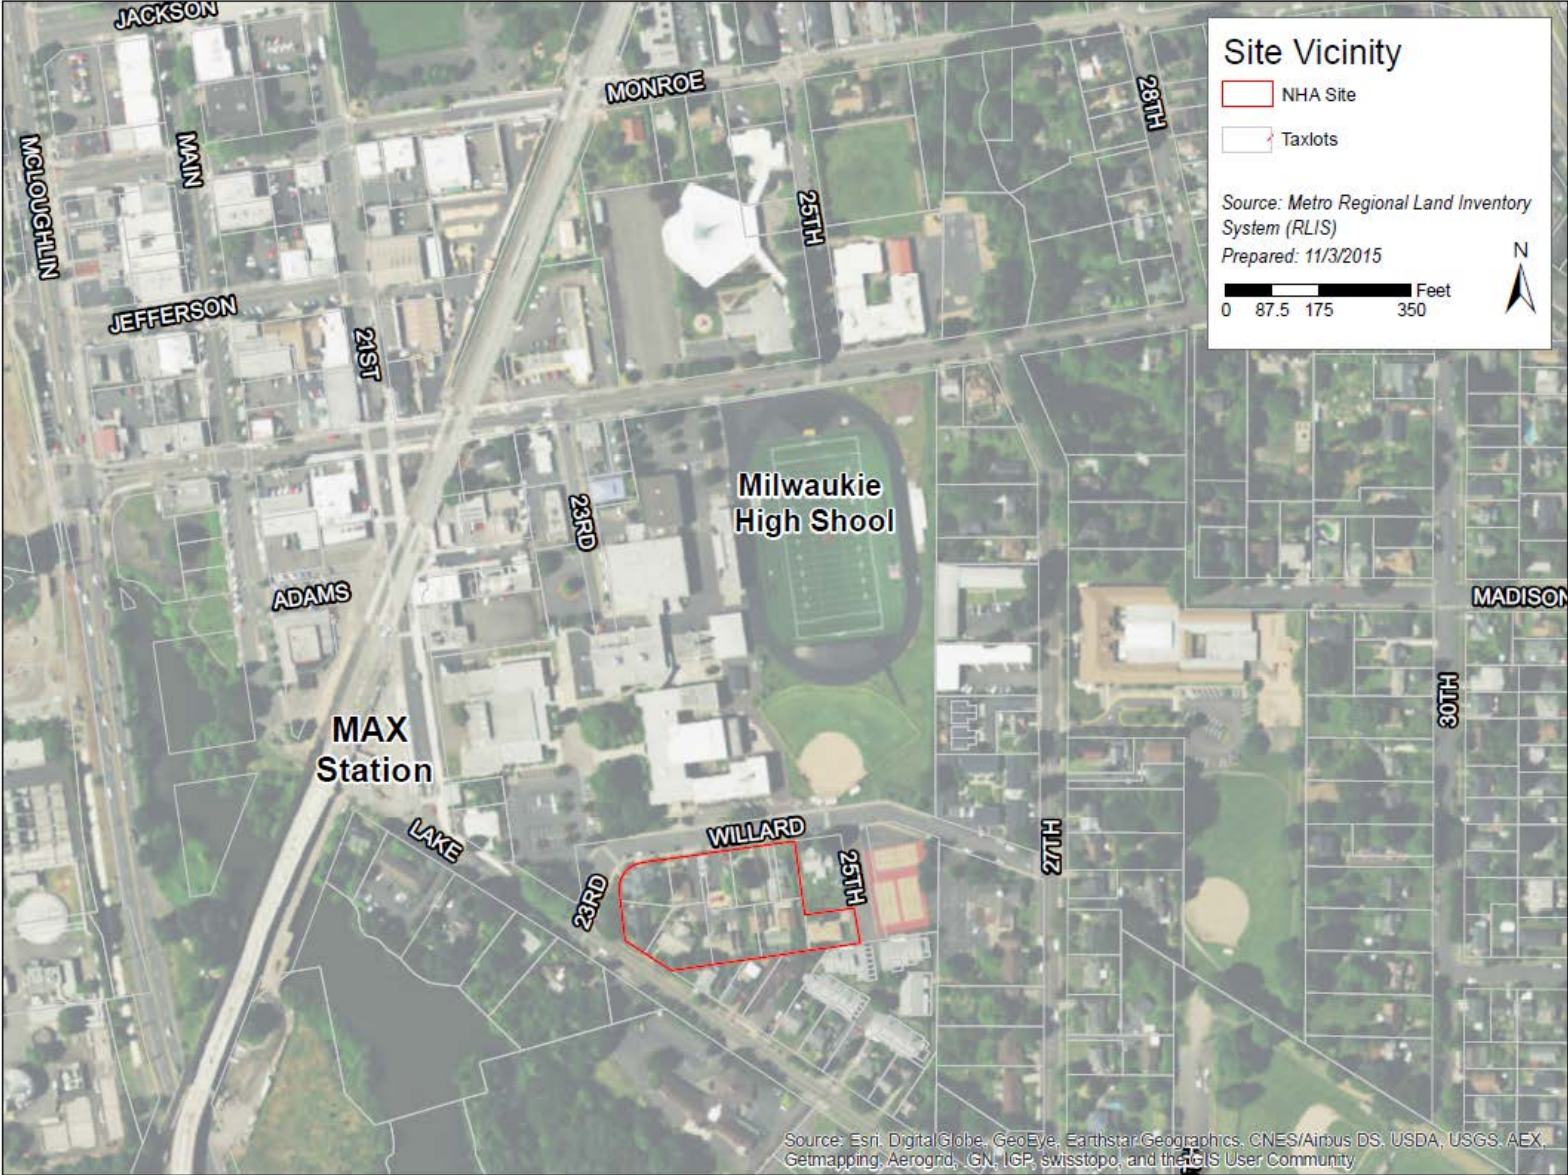 JACKSON
MONROE
28TH
MCLOUGHLIN
MAIN
25TH
JEFFERSON
21ST
Site Vicinity
NHA Site
Taxlots
Source: Metro Regional Land Inventory
System (RLIS)
Prepared: 11/3/2015
N
Feet
0 87.5 175 350
Milwaukie
High Shool
23RD
ADAMS
MADISON
30TH
MAX
Station
LAKE
WILLARD
25TH
27TH
23RD
Source: Esri, DigitalGlobe, GeoEye, Earthstar Geographics, CNES/Airbus DS, USDA, USGS, AEX,
Getmapping, Aerogrid, IGN, IGP, swisstopo, and the GIS User Community